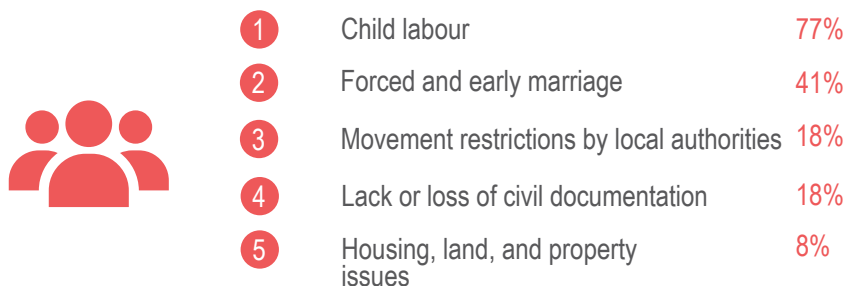 1 Child labour 77%
2 Forced and early marriage 41%
3 Movement restrictions by local authorities 18%
4 Lack or loss of civil documentation 18%
5 Housing, land, and property 8%
issues